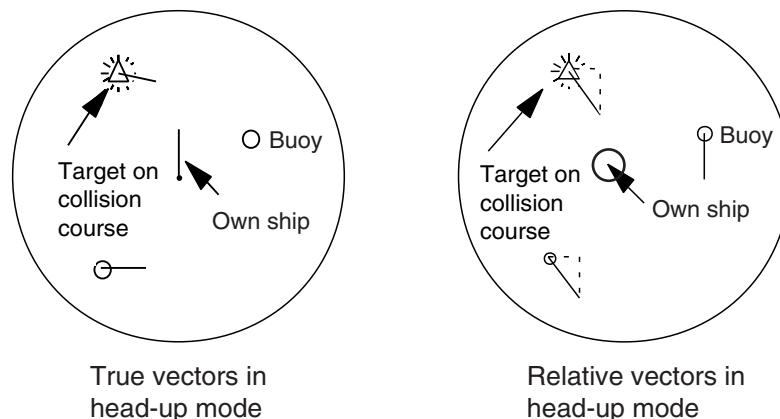 Buoy
Target on
collision
course
Own ship
True vectors in
head-up mode
Buoy
Target on
collision
course
Own ship
Relative vectors in
head-up mode